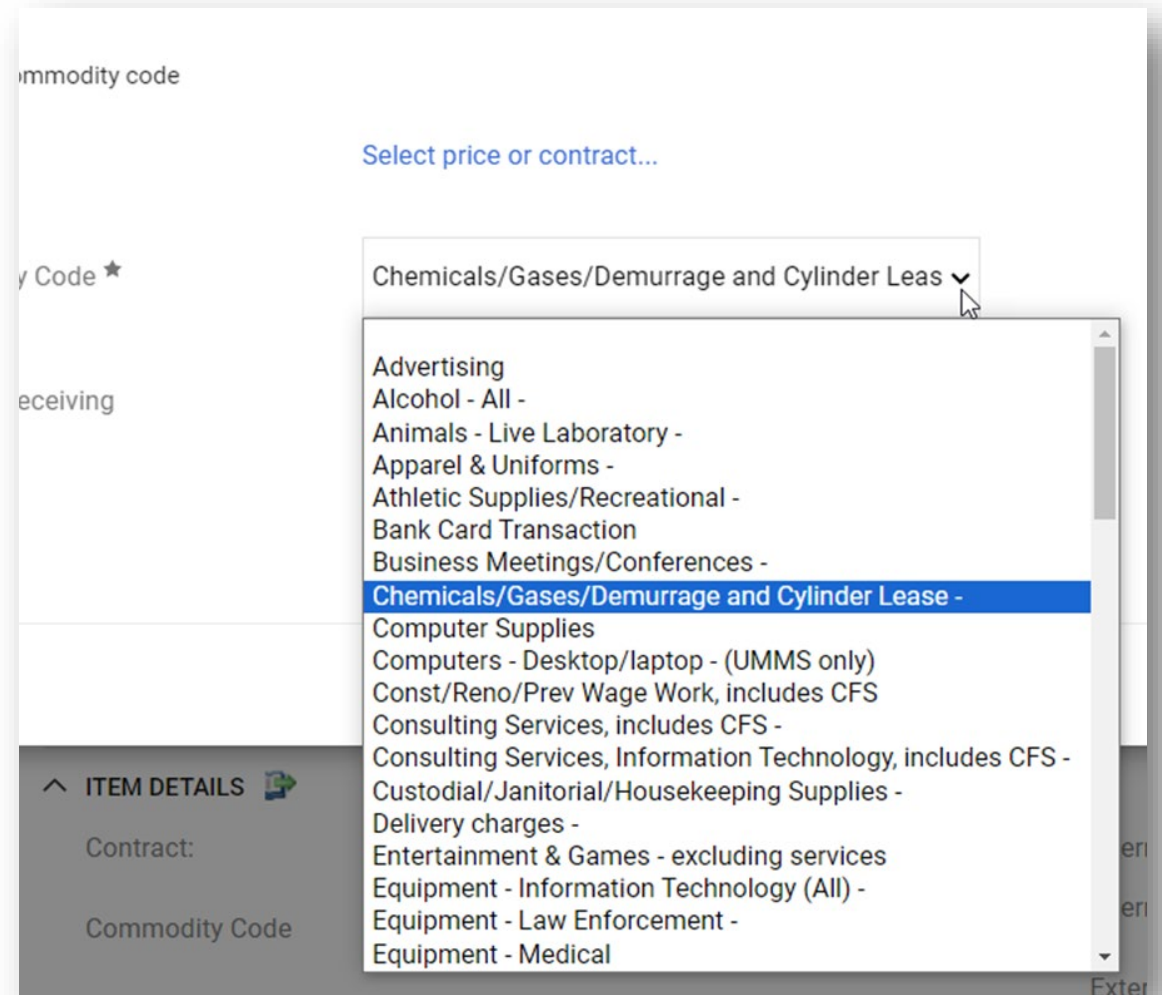 ommodity code
Select price or contract...
y Code ★
Chemicals/Gases/Demurrage and Cylinder Leas
eceiving
Advertising
Alcohol - All -
Animals - Live Laboratory -
Apparel & Uniforms -
Athletic Supplies/Recreational -
Bank Card Transaction
Business Meetings/Conferences -
Chemicals/Gases/Demurrage and Cylinder Lease -
Computer Supplies
Computers - Desktop/laptop - (UMMS only)
Const/Reno/Prev Wage Work, includes CFS
Consulting Services, includes CFS -
Consulting Services, Information Technology, includes CFS -
Custodial/Janitorial/Housekeeping Supplies -
Delivery charges -
Entertainment & Games - excluding services
Equipment - Information Technology (All) -
Equipment - Law Enforcement -
Equipment - Medical
ITEM DETAILS
Contract:
Commodity Code
ern
ern
Exter